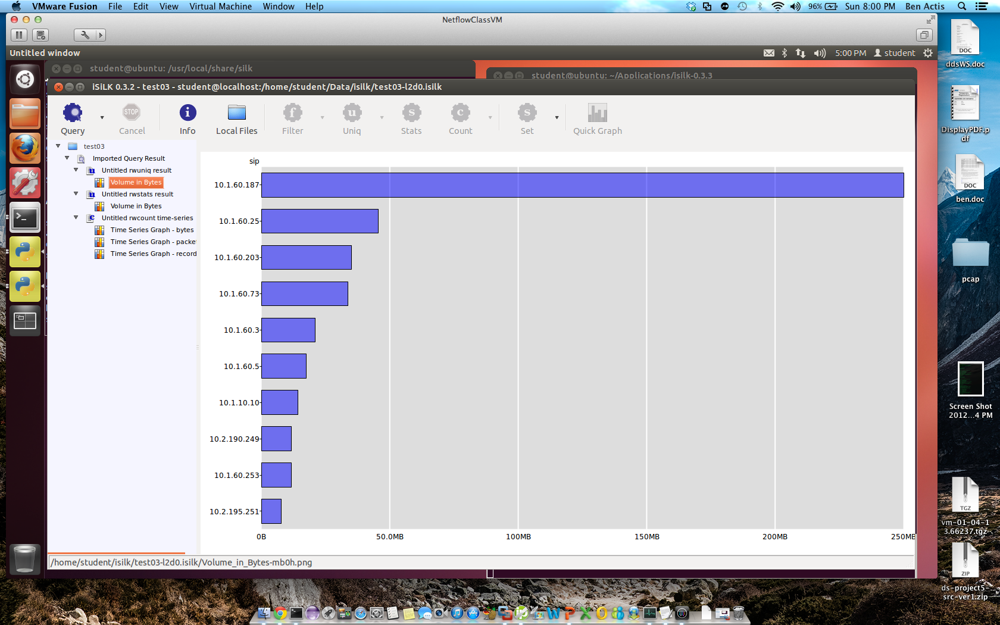 VMware Fusion File Edit View Virtual Machine Window Help 96% Sun 8:00 PM Ben Actis
NetflowClassVM
Untitled window 5:00 PM student
student@ubuntu: /usr/local/share/silk
student@ubuntu: ~/Applications/isilk-0.3.3
iSiLK 0.3.2 - test03 - student@localhost:/home/student/Data/isilk/test03-l2d0.isilk
STOP i f u s c s
Query Cancel Info Local Files Filter Uniq Stats Count Set Quick Graph
test03
Imported Query Result
u Untitled rwuniq result
Volume in Bytes
u Untitled rwstats result
Volume in Bytes
c Untitled rwcount time-series
Time Series Graph - bytes
Time Series Graph - packe
Time Series Graph - record
sip
10.1.60.187
10.1.60.25
10.1.60.203
10.1.60.73
10.1.60.3
10.1.60.5
10.1.10.10
10.2.190.249
10.1.60.253
10.2.195.251
0B 50.0MB 100MB 150MB 200MB 250MB
/home/student/isilk/test03-l2d0.isilk/Volume_in_Bytes-mb0h.png
DOC
ddsWS.doc
DisplayPDF.p
df
DOC
ben.doc
pcap
Screen Shot
2012...4 PM
TGZ
vm-01-04-1
3.66237.tgz
ZIP
ds-project5-
src-ver1.zip